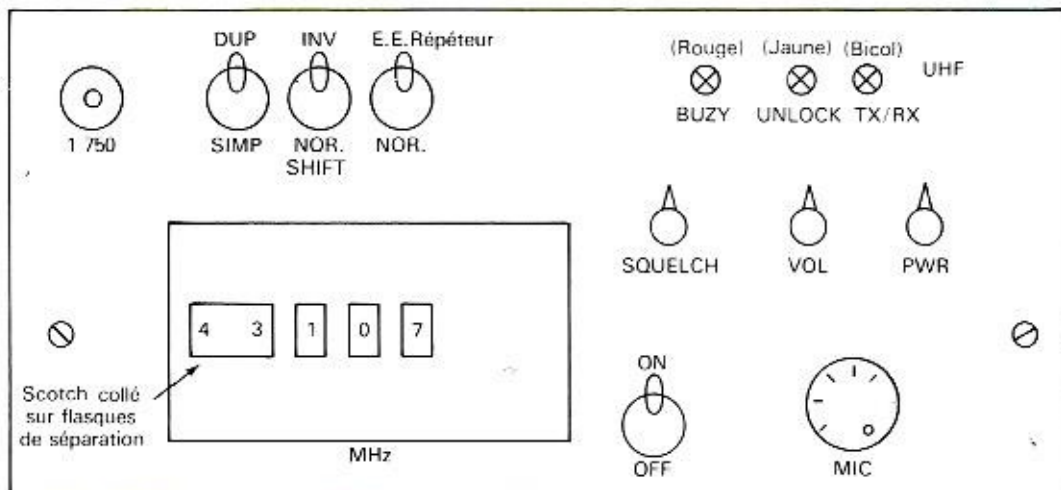 DUP INV E.E.Répéteur
(Rouge) (Jaune) (Bicol) UHF
1 750 SIMP NOR. NOR.
SHIFT
BUZY UNLOCK TX/RX
SQUELCH VOL PWR
4 3 1 0 7
Scotch collé
sur flasques
de séparation
MHz
ON
OFF
MIC